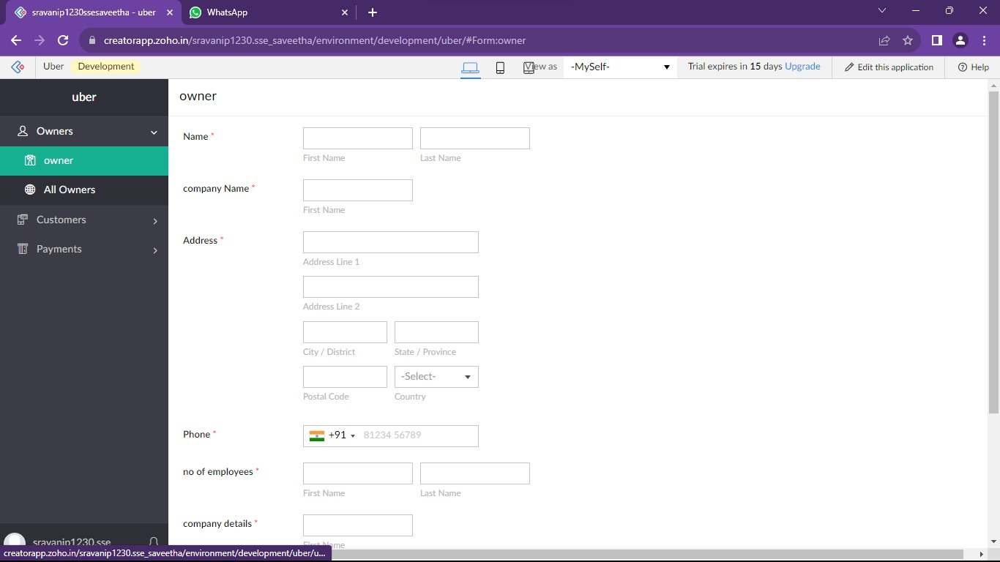 sravanip1230ssesaveetha - uber
WhatsApp
creatorapp.zoho.in/sravanip1230.sse_saveetha/environment/development/uber/#Form:owner
Uber Development
View as -MySelf-
Trial expires in 15 days Upgrade
Edit this application
Help
uber
Owners
owner
All Owners
Customers
Payments
sravanip1230.sse
owner
Name *
First Name Last Name
company Name *
First Name
Address *
Address Line 1
Address Line 2
City / District State / Province
-Select-
Postal Code Country
Phone * +91 81234 56789
no of employees *
First Name Last Name
company details *
First Name
creatorapp.zoho.in/sravanip1230.sse_saveetha/environment/development/uber/u...